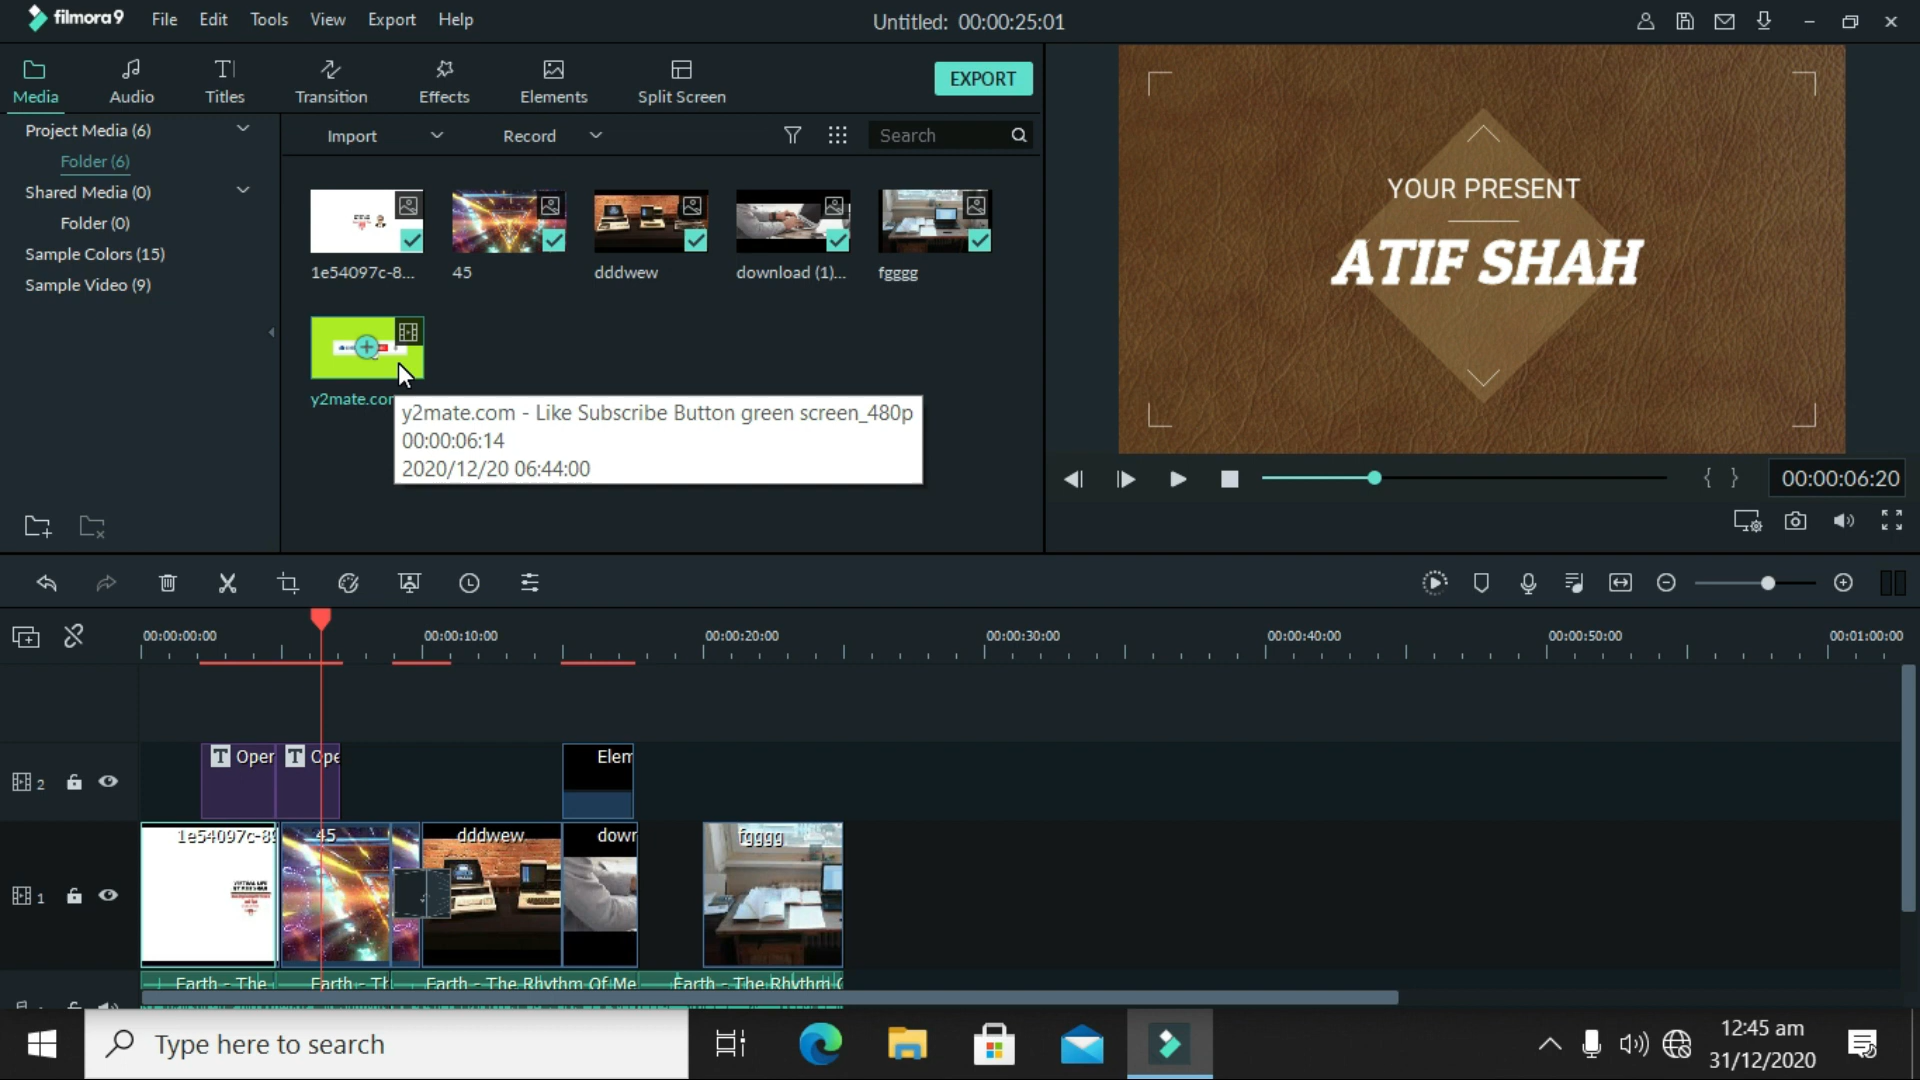 filmora9
File Edit Tools View Export Help
Untitled: 00:00:25:01
Media Audio Titles Transition Effects Elements Split Screen
EXPORT
Project Media (6)
Folder (6)
Shared Media (0)
Folder (0)
Sample Colors (15)
Sample Video (9)
Import Record Search
1e54097c-8... 45 dddwew download (1)... fgggg
y2mate.com
y2mate.com - Like Subscribe Button green screen_480p
00:00:06:14
2020/12/20 06:44:00
YOUR PRESENT
ATIF SHAH
{ } 00:00:06:20
00:00:00:00 00:00:10:00 00:00:20:00 00:00:30:00 00:00:40:00 00:00:50:00 00:01:00:00
2 T Oper T Ope Elem
1e54097c-89 45 dddwew down fgggg
1
Earth - The Earth - Th Earth - The Rhythm Of Me Earth - The Rhythm O
Type here to search
12:45 am
31/12/2020